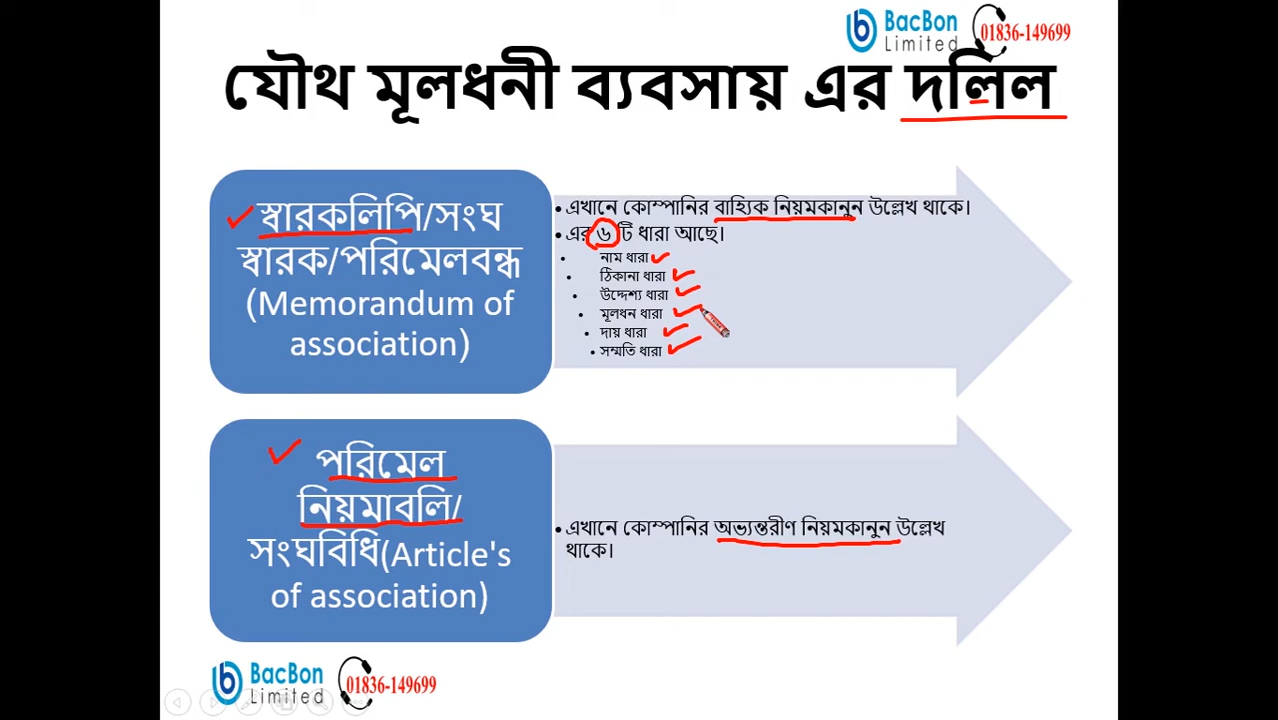 BacBon
Limited
01836-149699
যৌথ মূলধনী ব্যবসায় এর দলিল
স্বারকলিপি/সংঘ
স্বারক/পরিমেলবন্ধ
(Memorandum of
association)
• এখানে কোম্পানির বাহ্যিক নিয়মকানুন উল্লেখ থাকে।
• এর ৬ টি ধারা আছে।
• নাম ধারা
• ঠিকানা ধারা
• উদ্দেশ্য ধারা
• মূলধন ধারা
• দায় ধারা
• সম্মতি ধারা
পরিমেল
নিয়মাবলি/
সংঘবিধি(Article's
of association)
• এখানে কোম্পানির অভ্যন্তরীণ নিয়মকানুন উল্লেখ
থাকে।
BacBon
Limited
01836-149699